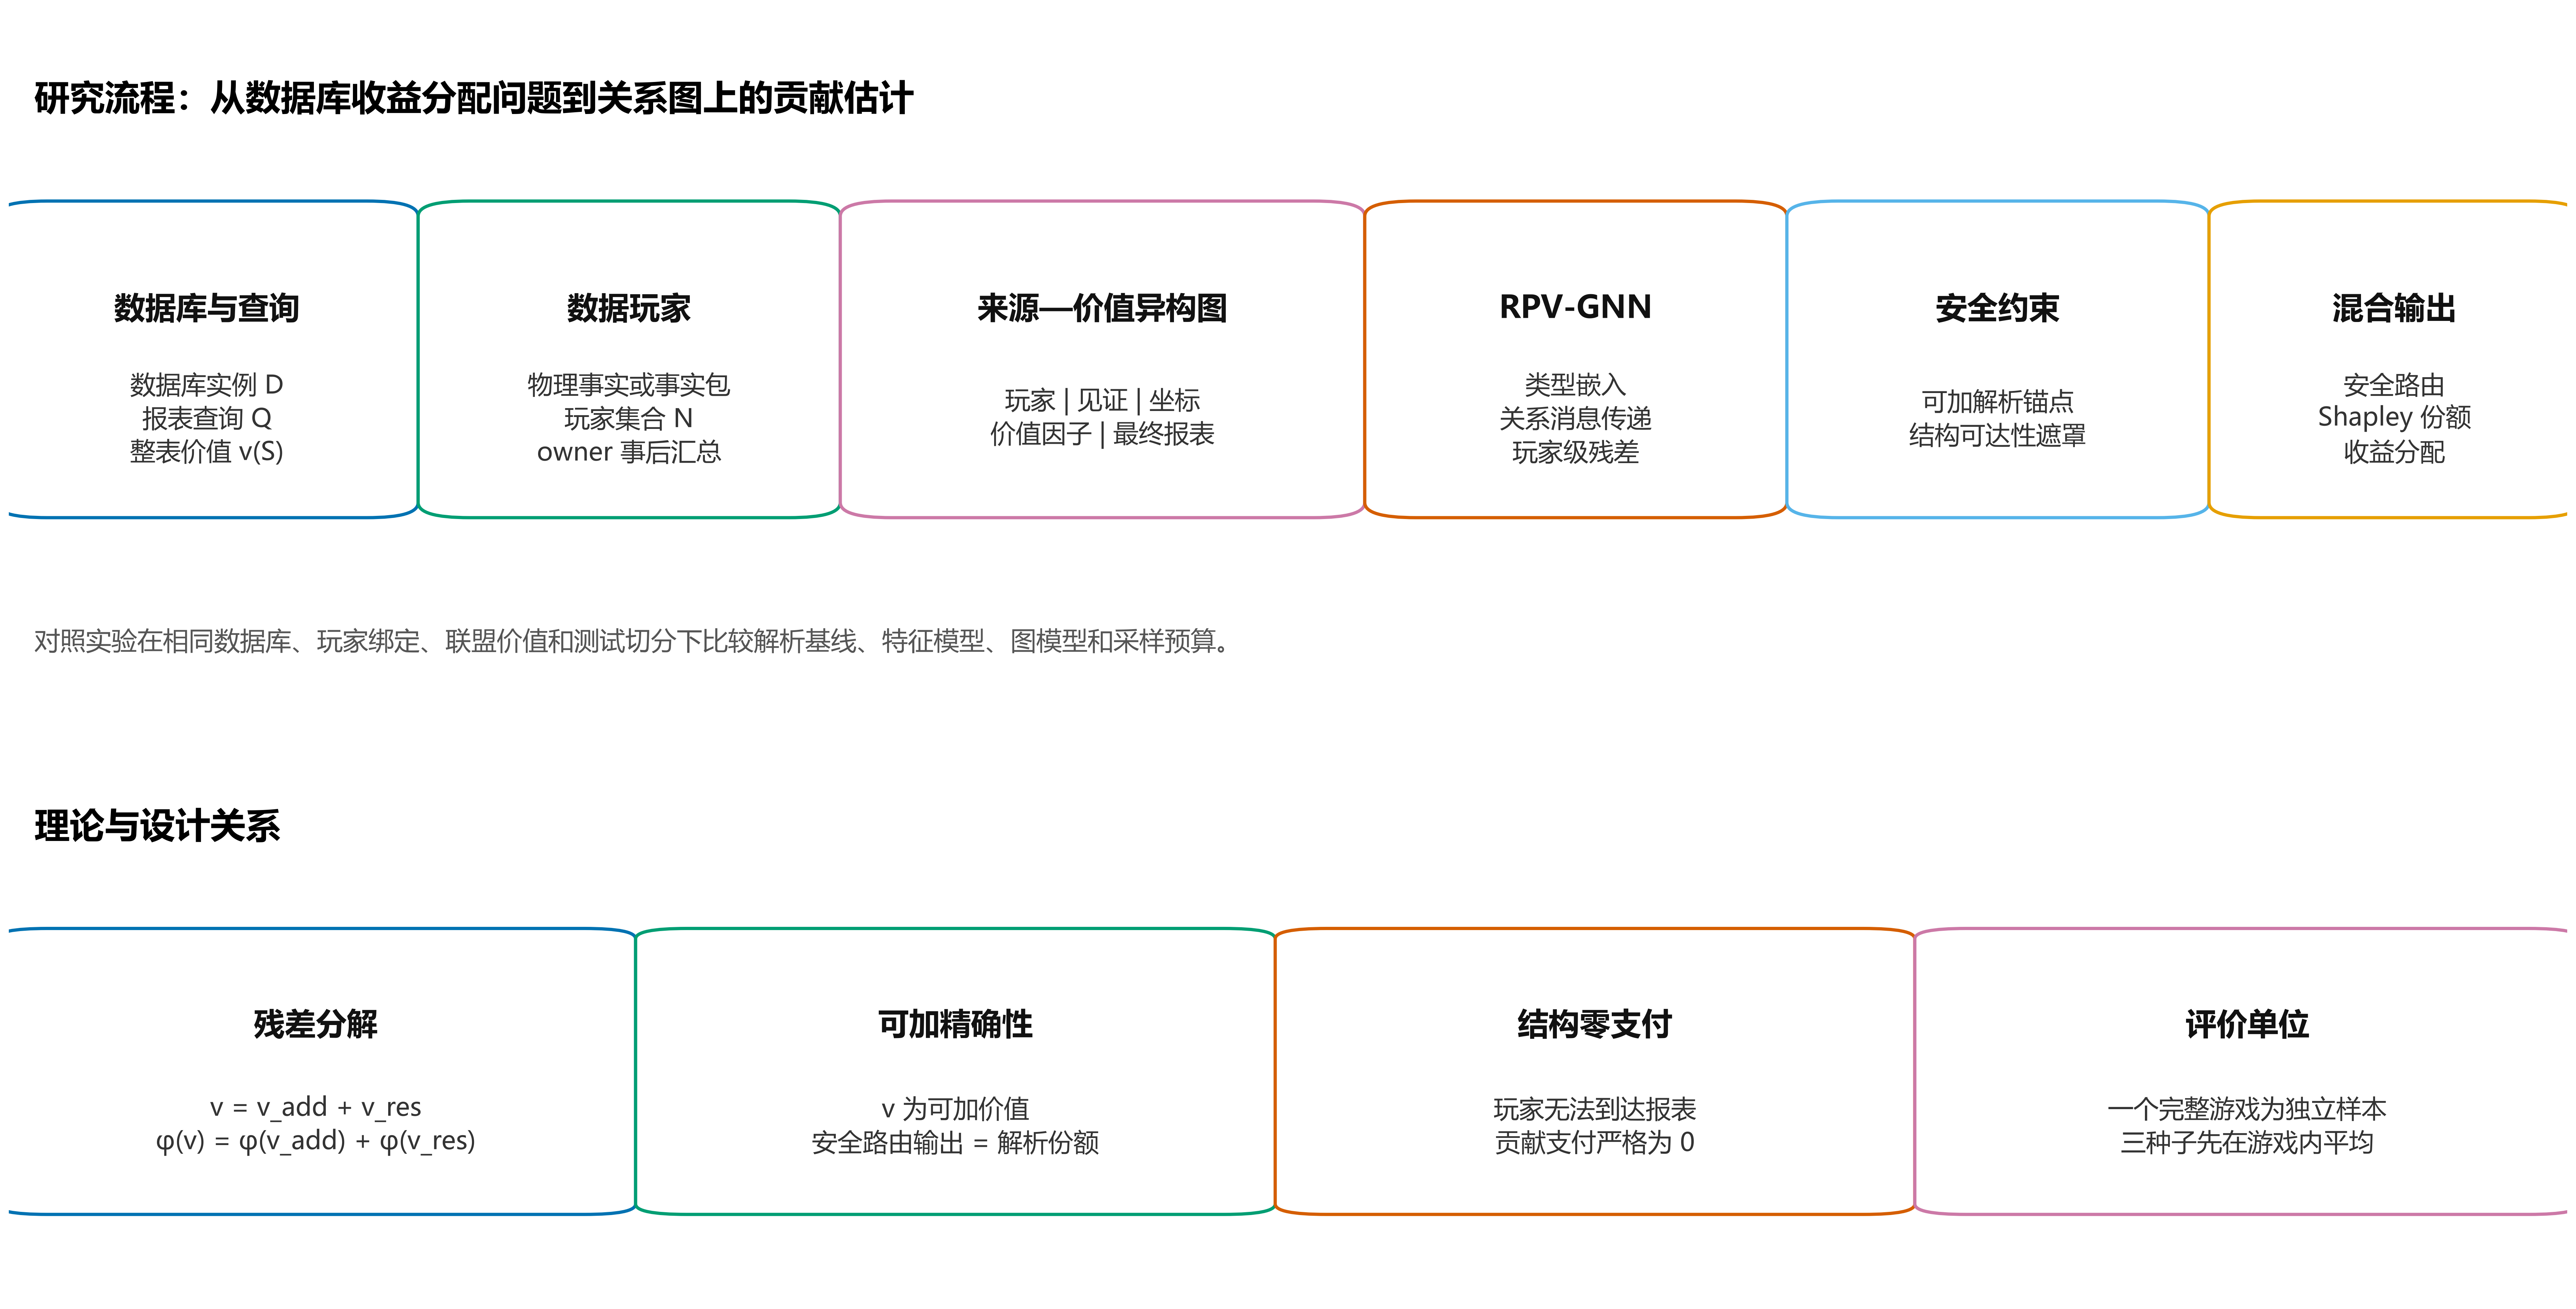 研究流程：从数据库收益分配问题到关系图上的贡献估计
数据库与查询
数据库实例 D
报表查询 Q
整表价值 v(S)
数据玩家
物理事实或事实包
玩家集合 N
owner 事后汇总
来源—价值异构图
玩家 | 见证 | 坐标
价值因子 | 最终报表
RPV-GNN
类型嵌入
关系消息传递
玩家级残差
安全约束
可加解析锚点
结构可达性遮罩
混合输出
安全路由
Shapley 份额
收益分配
对照实验在相同数据库、玩家绑定、联盟价值和测试切分下比较解析基线、特征模型、图模型和采样预算。
理论与设计关系
残差分解
v = v_add + v_res
φ(v) = φ(v_add) + φ(v_res)
可加精确性
v 为可加价值
安全路由输出 = 解析份额
结构零支付
玩家无法到达报表
贡献支付严格为 0
评价单位
一个完整游戏为独立样本
三种子先在游戏内平均